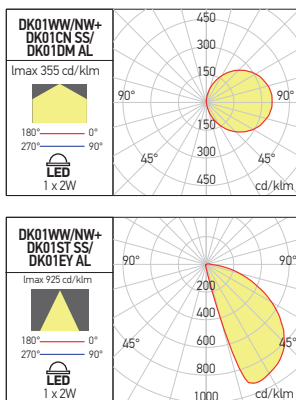 DK01WW/NW+
DK01CN SS/
DK01DM AL
Imax 355 cd/klm
180° 0°
270° 90°
LED
1 x 2W
450
300
150
90° 90°
150
300
45° 45°
450
cd/klm
DK01WW/NW+
DK01ST SS/
DK01EY AL
Imax 925 cd/klm
180° 0°
270° 90°
LED
1 x 2W
90° 90°
200
400
600
45° 45°
800
1000
cd/klm